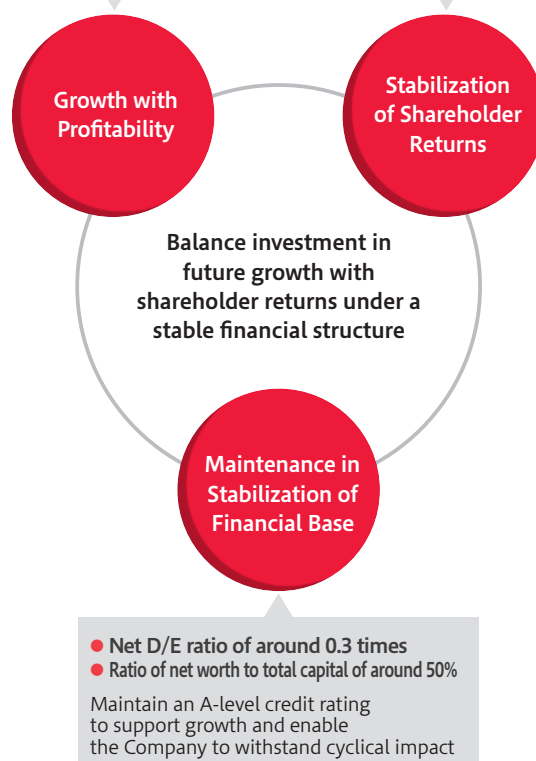 Growth with
Profitability
Stabilization
of Shareholder
Returns
Balance investment in
future growth with
shareholder returns under a
stable financial structure
Maintenance in
Stabilization of
Financial Base
● Net D/E ratio of around 0.3 times
● Ratio of net worth to total capital of around 50%
Maintain an A-level credit rating
to support growth and enable
the Company to withstand cyclical impact